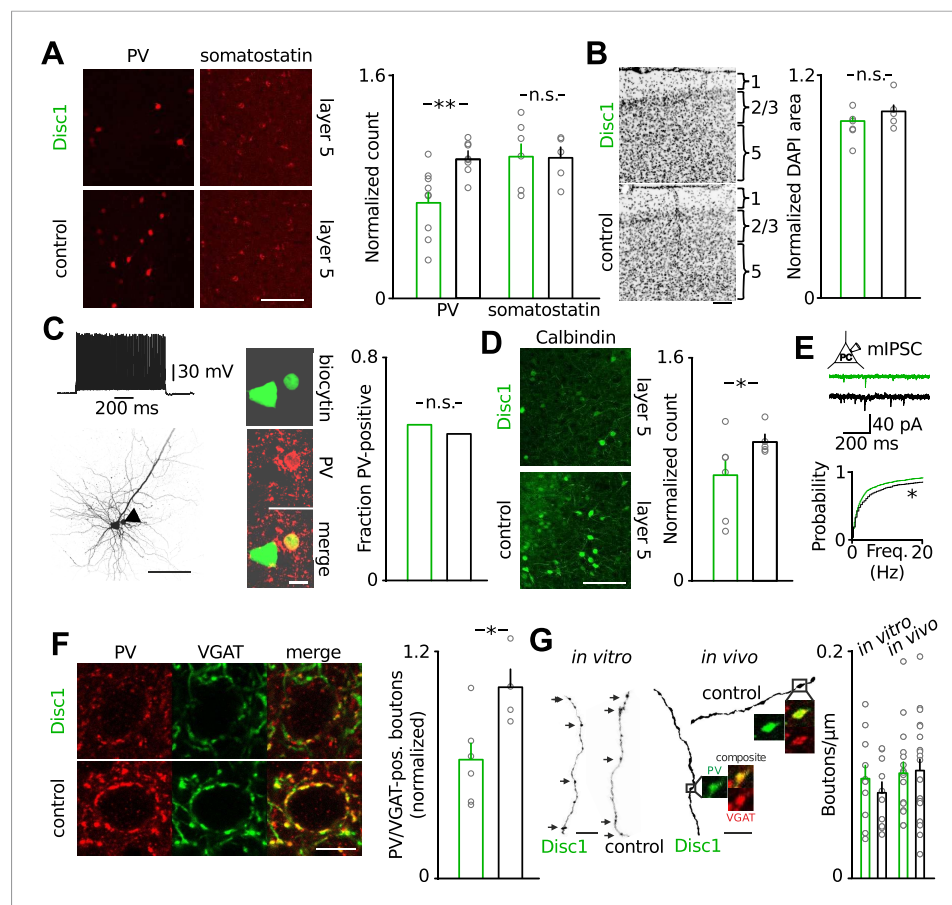 A
PV
somatostatin
Disc1
control
layer 5
layer 5
Normalized count
1.6
0
**
n.s.
PV
somatostatin
B
Disc1
control
1
2/3
5
1
2/3
5
Normalized DAPI area
1.2
0
n.s.
C
30 mV
200 ms
biocytin
PV
merge
Fraction PV-positive
0.8
0
n.s.
D
Calbindin
Disc1
control
layer 5
layer 5
Normalized count
1.6
0
*
E
PC
mIPSC
40 pA
200 ms
Probability
1
0
0
Freq.
20
(Hz)
*
F
PV
VGAT
merge
Disc1
control
PV/VGAT-pos. boutons
(normalized)
1.2
0
*
G
in vitro
in vivo
control
composite
PV
VGAT
Disc1
control
Disc1
Boutons/µm
0.2
0
in vitro
in vivo